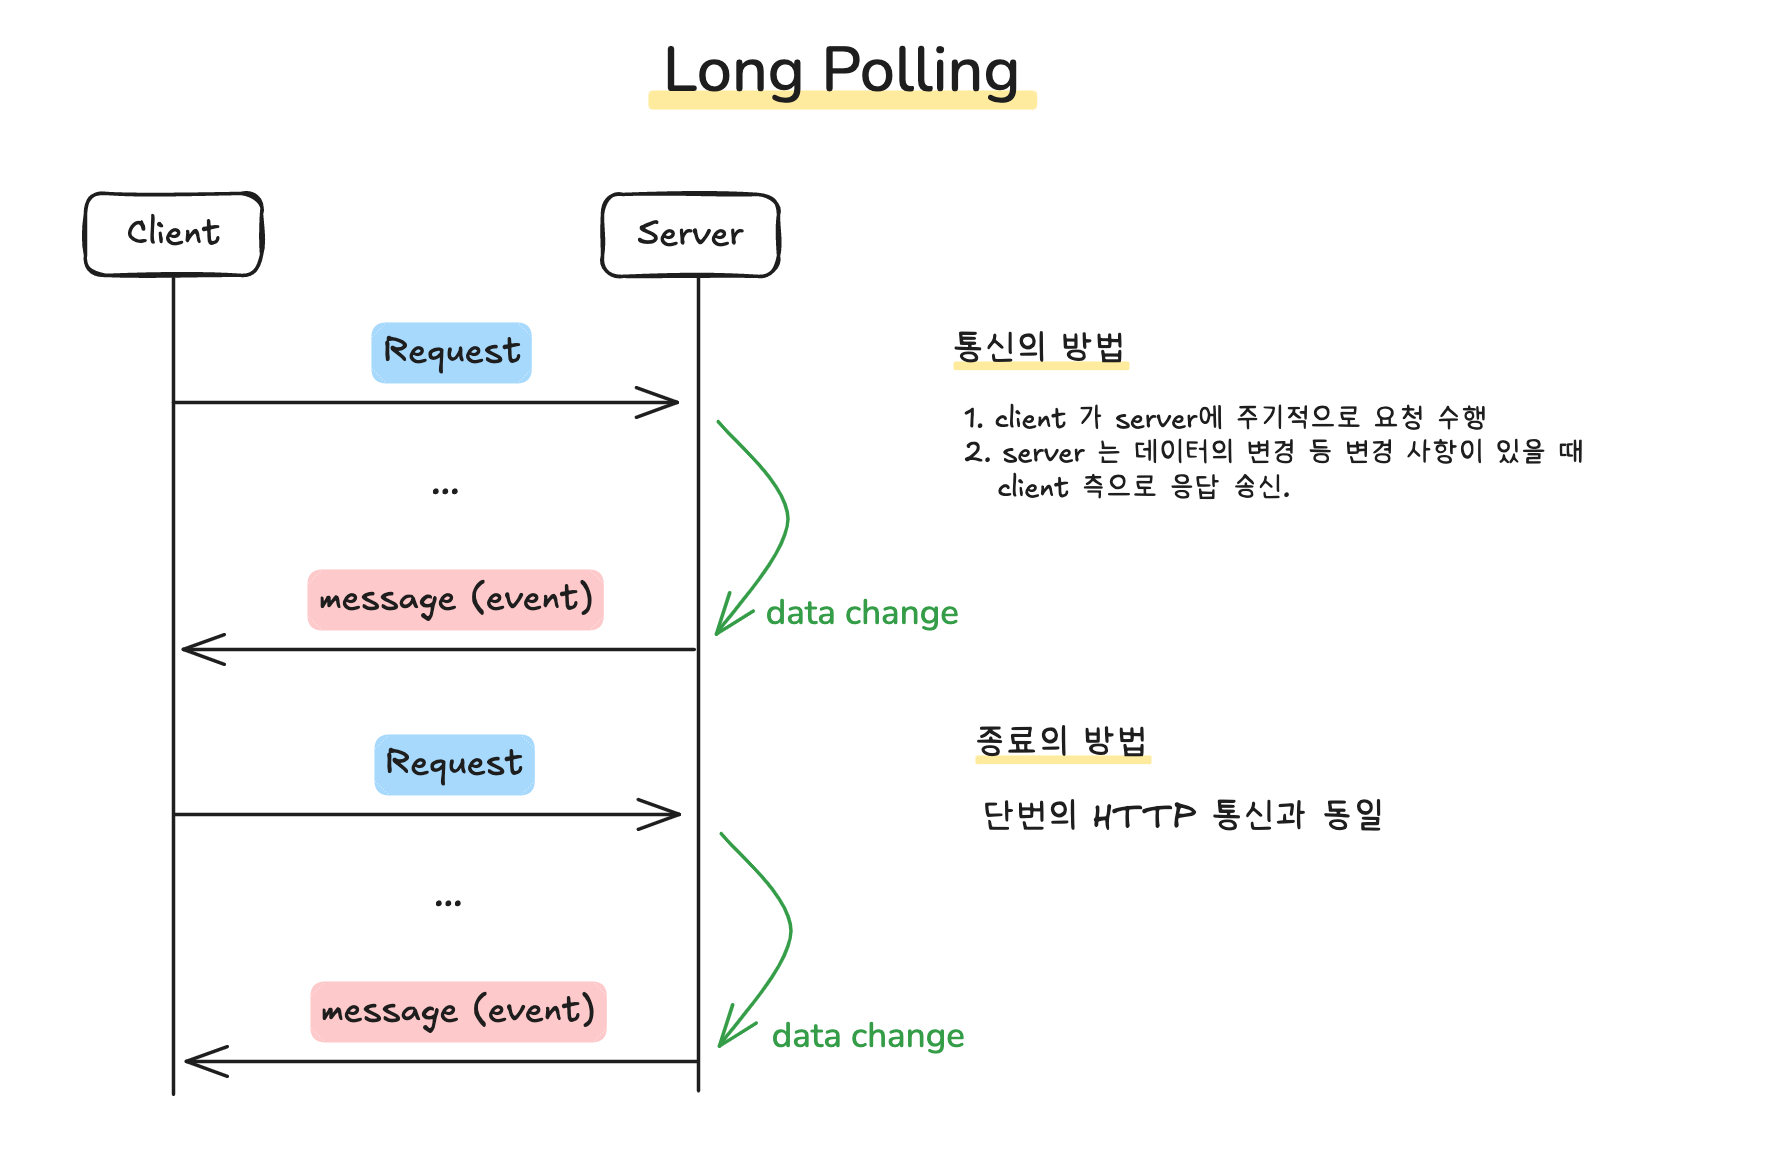 Long Polling
Client
Server
Request
...
message (event)
data change
Request
...
message (event)
data change
통신의 방법
1. client 가 server에 주기적으로 요청 수행
2. server 는 데이터의 변경 등 변경 사항이 있을 때
client 측으로 응답 송신.
종료의 방법
단번의 HTTP 통신과 동일